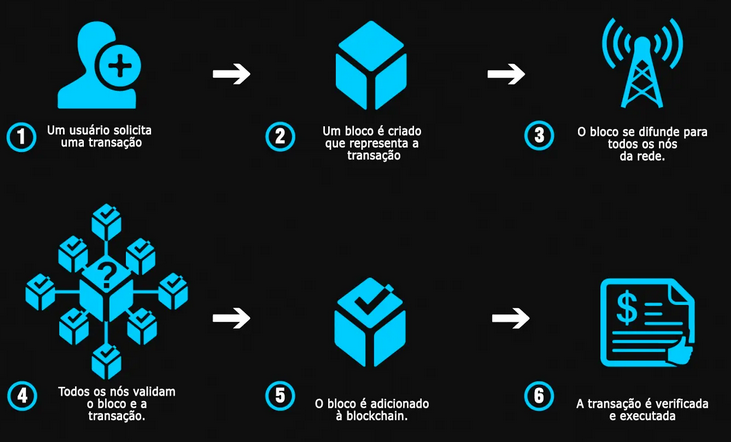 1
Um usuário solicita
uma transação
2
Um bloco é criado
que representa a
transação
3
O bloco se difunde para
todos os nós
da rede.
?
4
Todos os nós validam
o bloco e a
transação.
5
O bloco é adicionado
à blockchain.
$
6
A transação é verificada
e executada